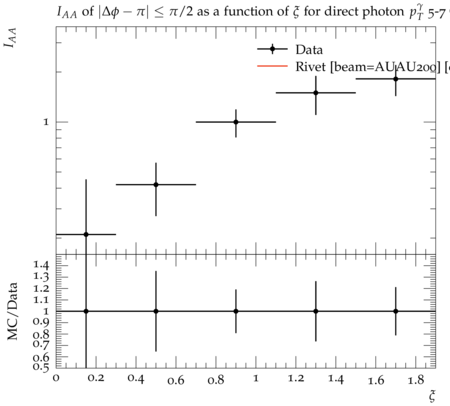 I_AA of |Δϕ − π| ≤ π/2 as a function of ξ for direct photon p_T^γ 5-7
I_AA
Data
Rivet [beam=AUAU200]
1
MC/Data
1.4
1.3
1.2
1.1
1
0.9
0.8
0.7
0.6
0.5
0 0.2 0.4 0.6 0.8 1 1.2 1.4 1.6 1.8
ξ